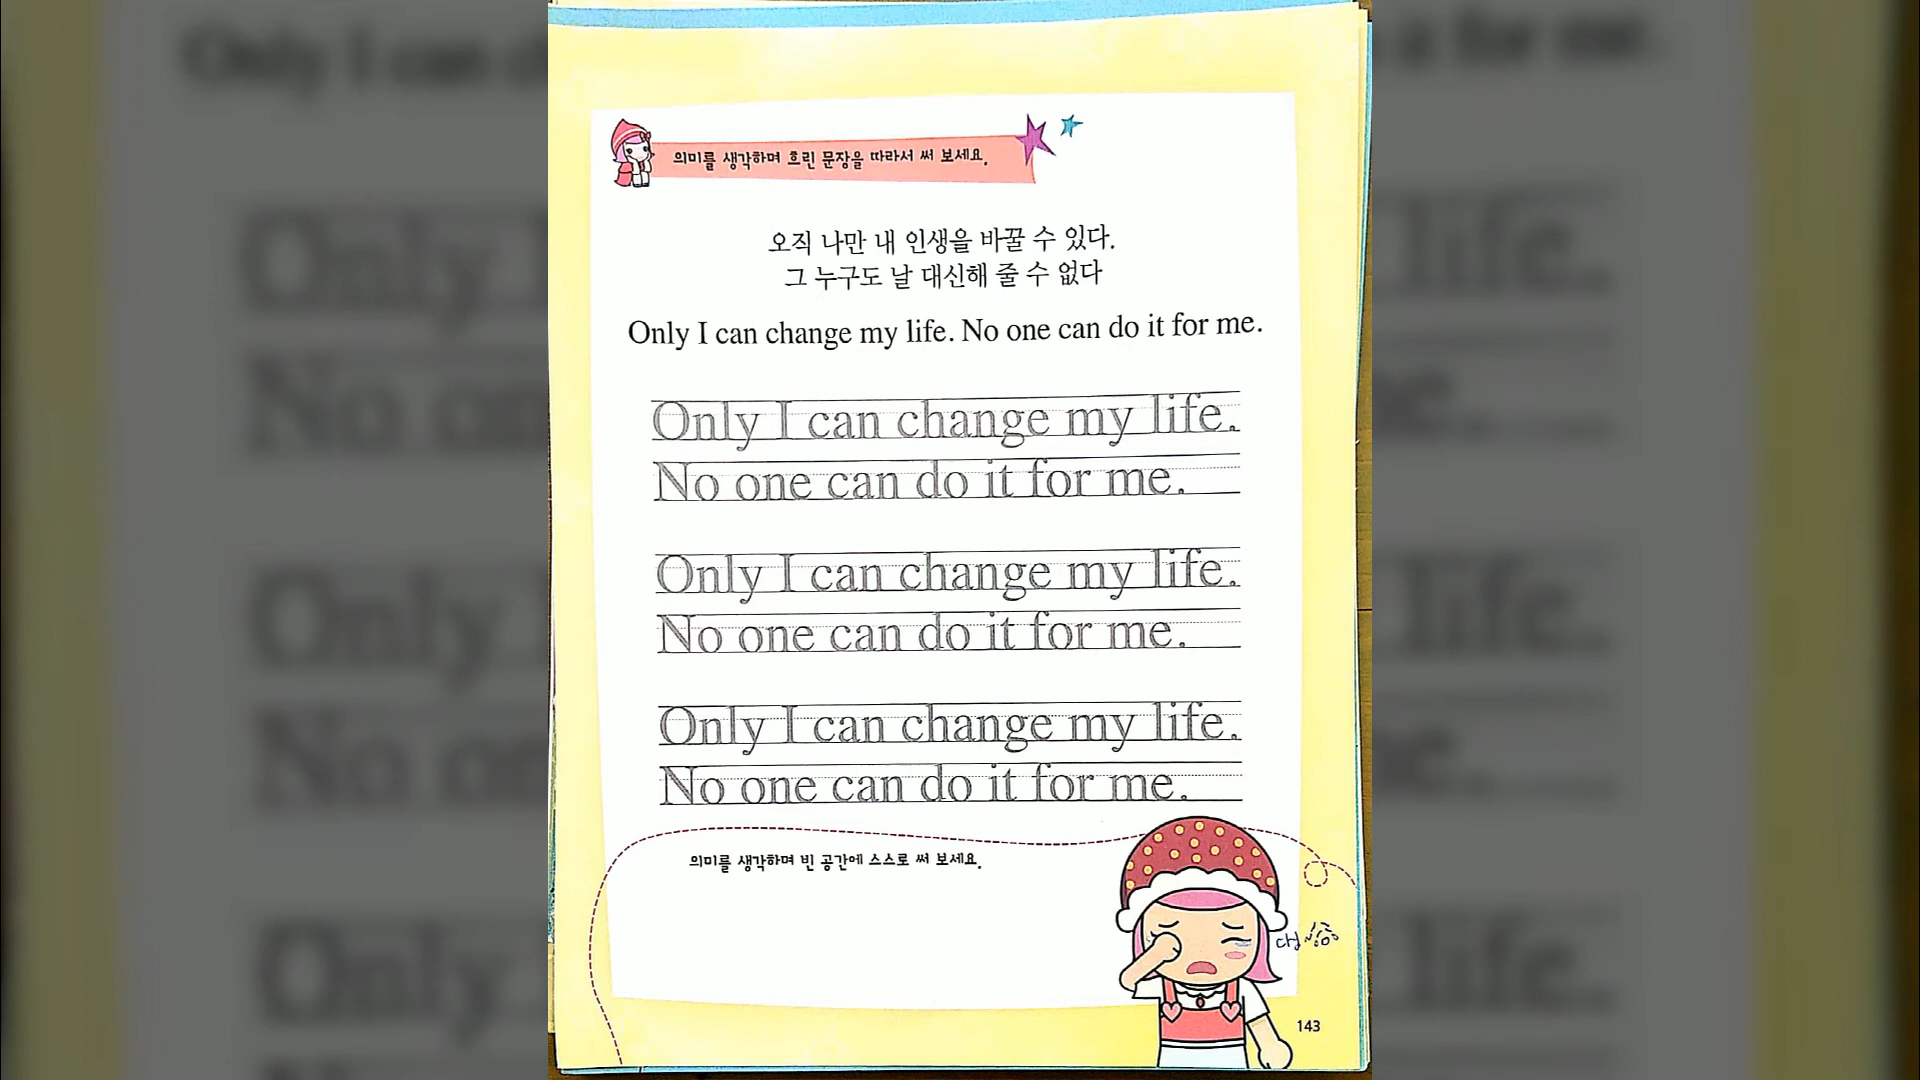 의미를 생각하며 흐린 문장을 따라서 써 보세요.
오직 나만 내 인생을 바꿀 수 있다.
그 누구도 날 대신해 줄 수 없다
Only I can change my life. No one can do it for me.
Only I can change my life.
No one can do it for me.
Only I can change my life.
No one can do it for me.
Only I can change my life.
No one can do it for me.
의미를 생각하며 빈 공간에 스스로 써 보세요.
143